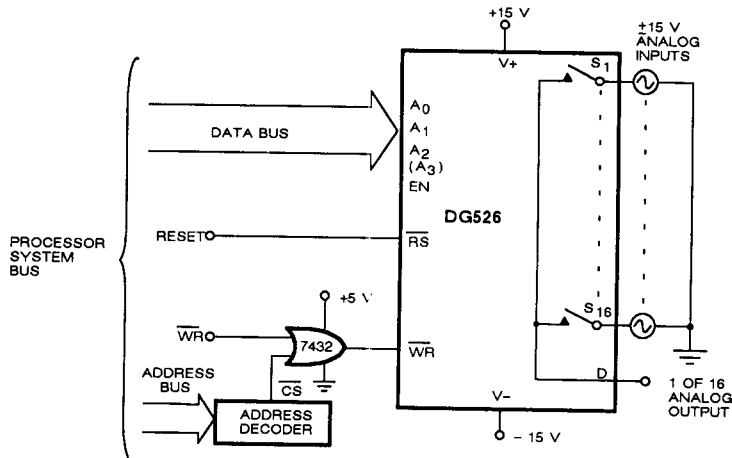 +15 V
V+
S1
±15 V
ANALOG
INPUTS
A0
A1
A2
(A3)
EN
DATA BUS
DG526
PROCESSOR
SYSTEM
BUS
RESET
RS
+5 V
WR
7432
WR
CS
ADDRESS
BUS
ADDRESS
DECODER
S16
D
1 OF 16
ANALOG
OUTPUT
V−
− 15 V